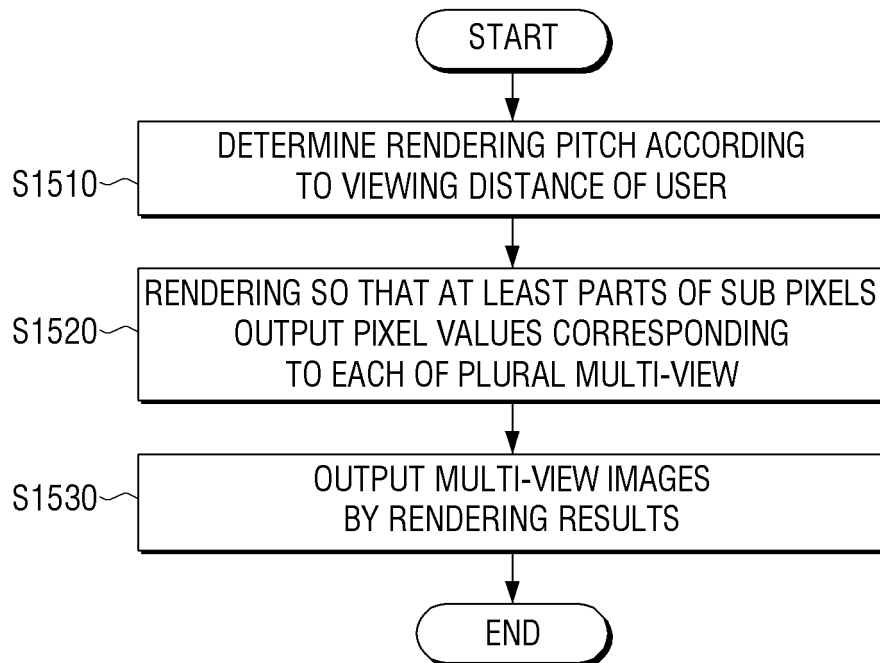 START
S1510
DETERMINE RENDERING PITCH ACCORDING
TO VIEWING DISTANCE OF USER
S1520
RENDERING SO THAT AT LEAST PARTS OF SUB PIXELS
OUTPUT PIXEL VALUES CORRESPONDING
TO EACH OF PLURAL MULTI-VIEW
S1530
OUTPUT MULTI-VIEW IMAGES
BY RENDERING RESULTS
END